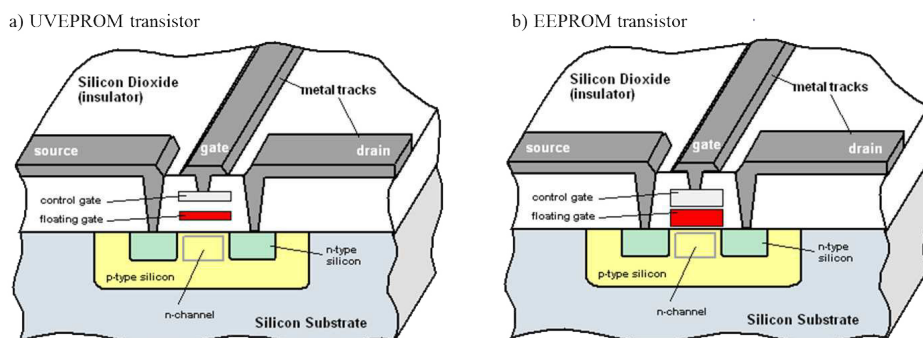 a) UVEPROM transistor
Silicon Dioxide
(insulator)
metal tracks
source
gate
drain
control gate
floating gate
n-type
silicon
p-type silicon
n-channel
Silicon Substrate
b) EEPROM transistor
Silicon Dioxide
(insulator)
metal tracks
source
gate
drain
control gate
floating gate
n-type
silicon
p-type silicon
n-channel
Silicon Substrate